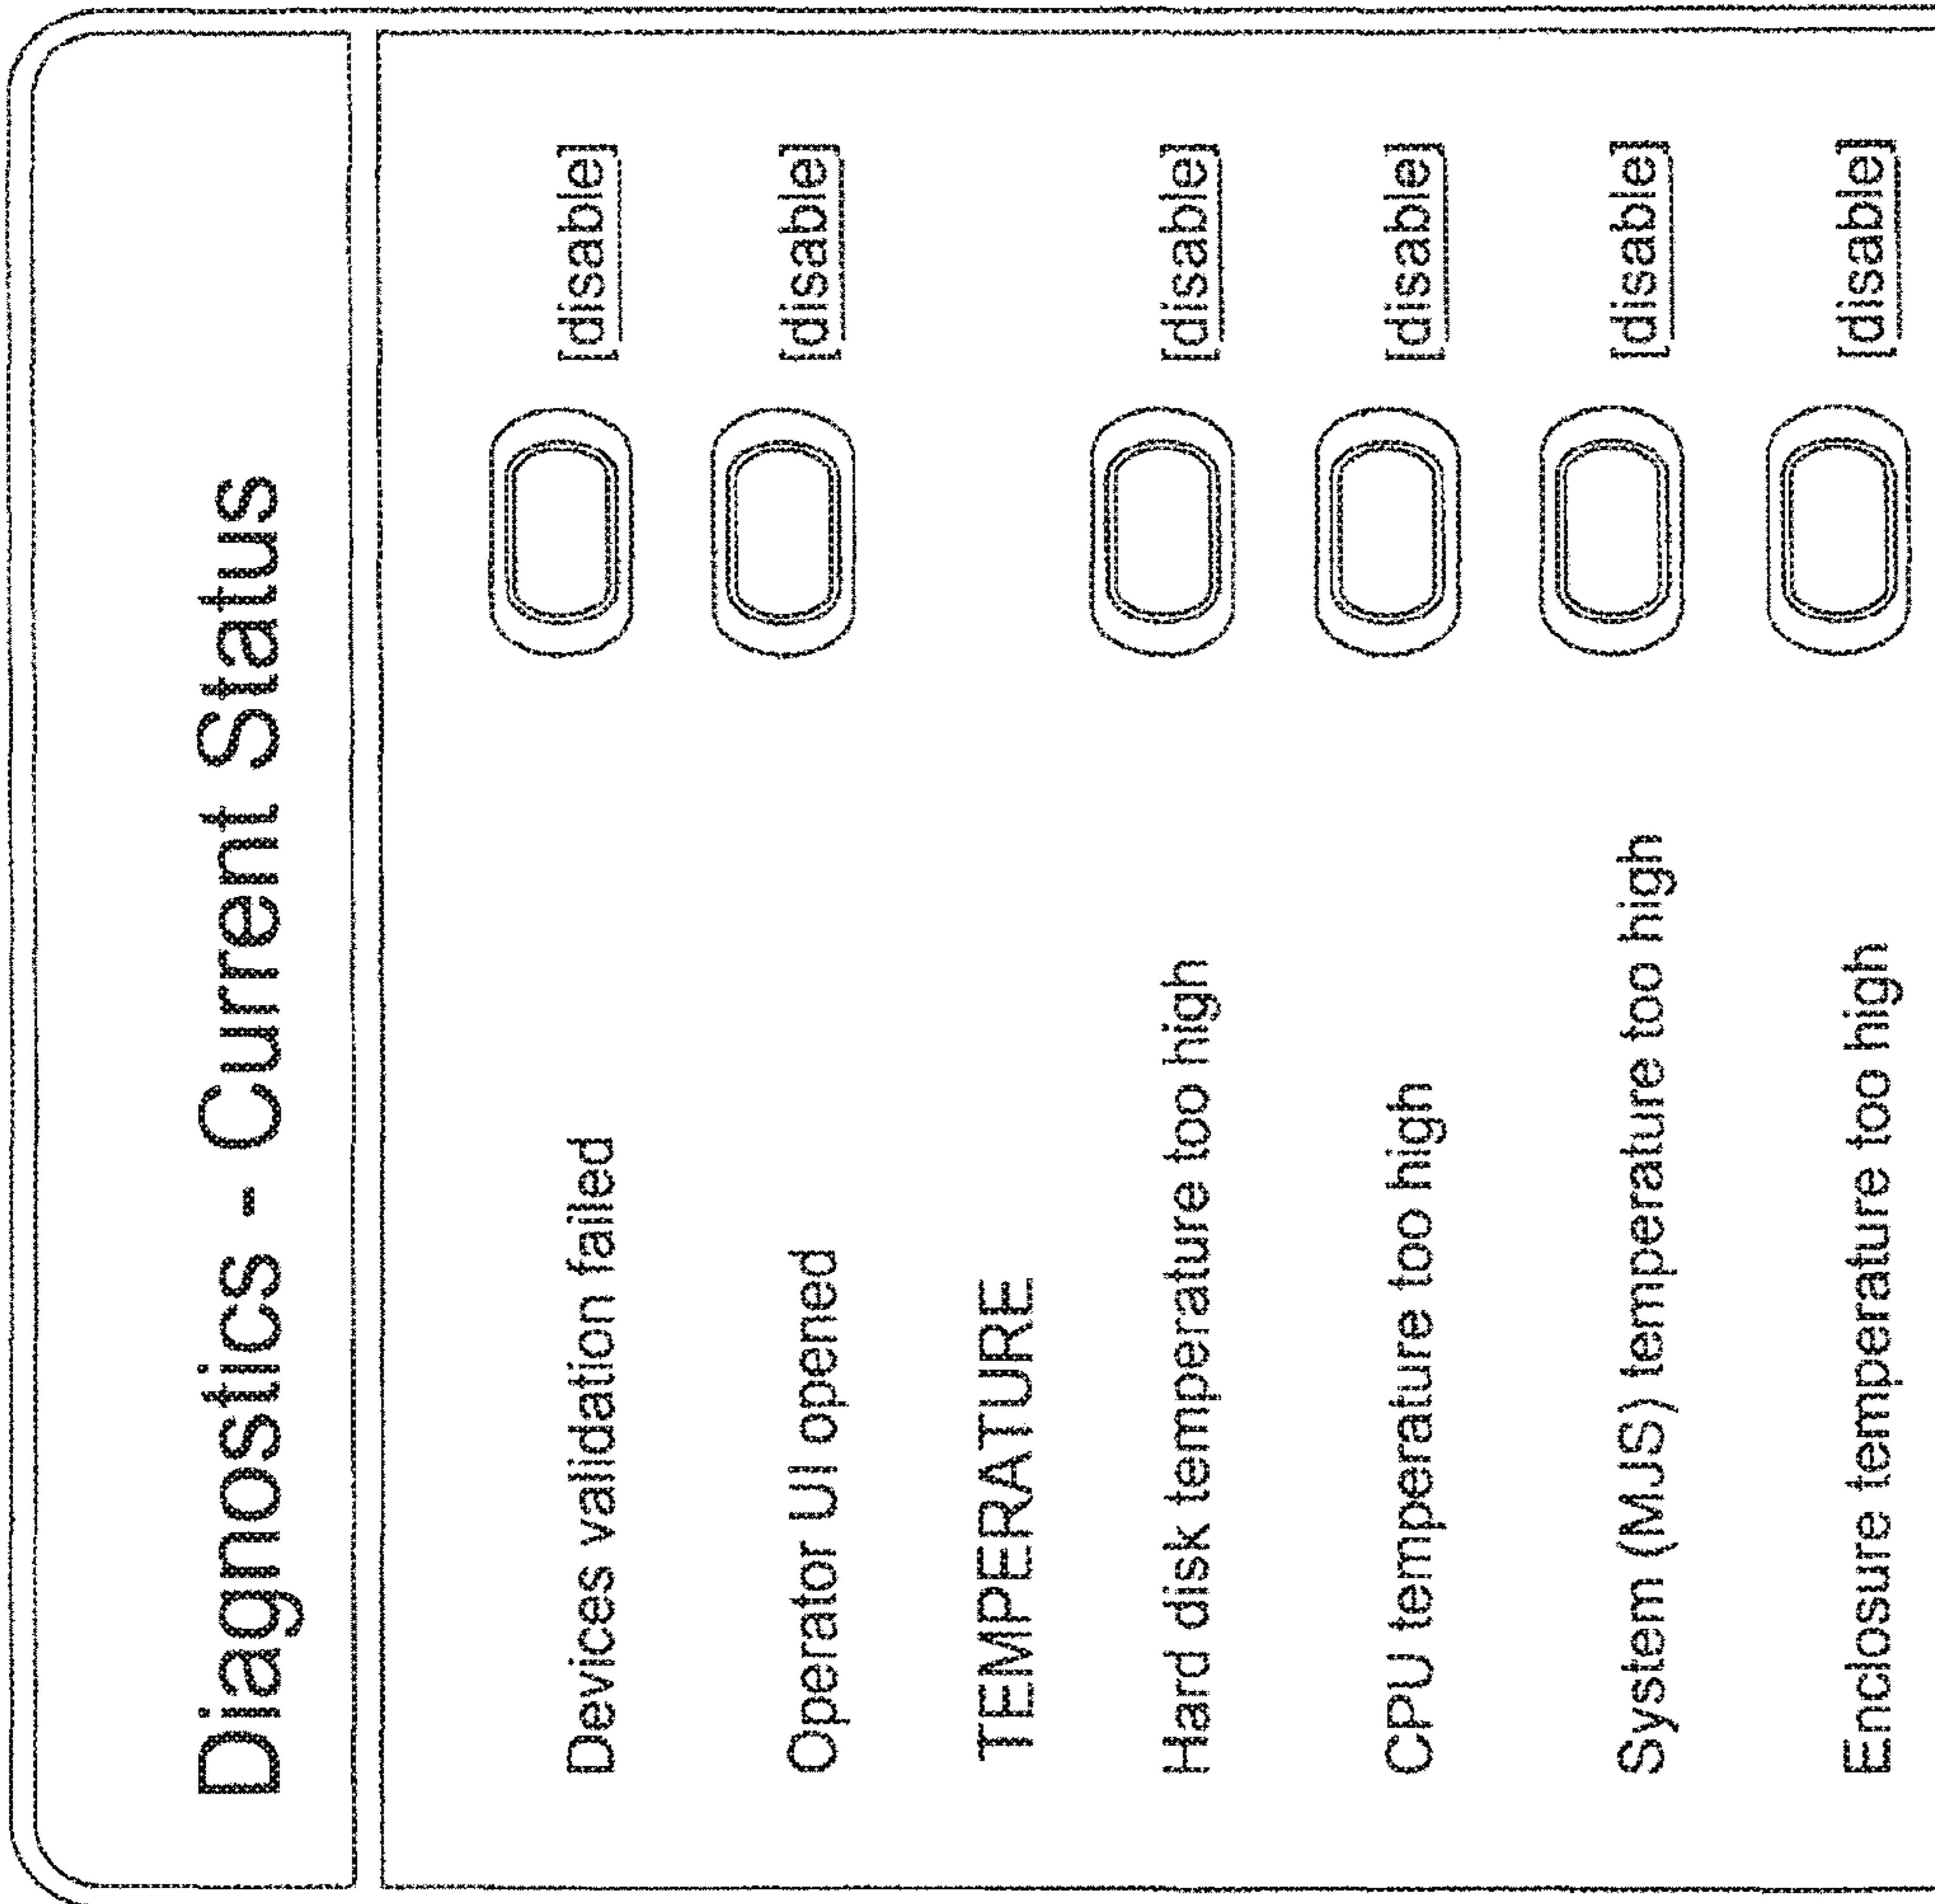 Diagnostics - Current Status
Devices validation failed [disable]
Operator UI opened [disable]
TEMPERATURE
Hard disk temperature too high [disable]
CPU temperature too high [disable]
System (MJS) temperature too high [disable]
Enclosure temperature too high [disable]